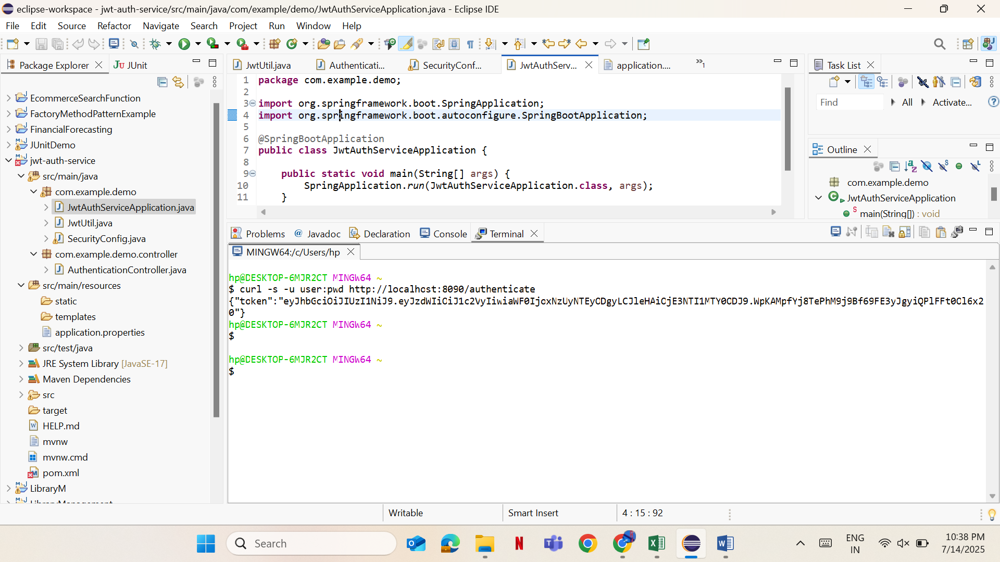 eclipse-workspace - jwt-auth-service/src/main/java/com/example/demo/JwtAuthServiceApplication.java - Eclipse IDE
File Edit Source Refactor Navigate Search Project Run Window Help
Package Explorer
JUnit
EcommerceSearchFunction
FactoryMethodPatternExample
FinancialForecasting
JUnitDemo
jwt-auth-service
src/main/java
com.example.demo
JwtAuthServiceApplication.java
JwtUtil.java
SecurityConfig.java
com.example.demo.controller
AuthenticationController.java
src/main/resources
static
templates
application.properties
src/test/java
JRE System Library [JavaSE-17]
Maven Dependencies
src
target
HELP.md
mvnw
mvnw.cmd
pom.xml
LibraryM
JwtUtil.java
Authenticati...
SecurityConf...
JwtAuthServ...
application....
»1
1 package com.example.demo;
2
3 import org.springframework.boot.SpringApplication;
4 import org.springframework.boot.autoconfigure.SpringBootApplication;
5
6 @SpringBootApplication
7 public class JwtAuthServiceApplication {
8
9 public static void main(String[] args) {
10 SpringApplication.run(JwtAuthServiceApplication.class, args);
11 }
Task List
Find
All
Activate...
Outline
com.example.demo
JwtAuthServiceApplication
main(String[]) : void
Problems
Javadoc
Declaration
Console
Terminal
MINGW64:/c/Users/hp
hp@DESKTOP-6MJR2CT MINGW64 ~
$ curl -s -u user:pwd http://localhost:8090/authenticate
{"token":"eyJhbGciOiJIUzI1NiJ9.eyJzdWIiOiJ1c2VyIiwiaWF0IjoxNzUyNTEyODgyLCJleHAiOjE3NTI1MTY0ODJ9.WpKAMpfYj8TePhM9j9Bf69FE3yJgyiQPlFFt0Cl6x2
0"}
hp@DESKTOP-6MJR2CT MINGW64 ~
$
hp@DESKTOP-6MJR2CT MINGW64 ~
$
Writable
Smart Insert
4 : 15 : 92
Search
ENG
IN
10:38 PM
7/14/2025